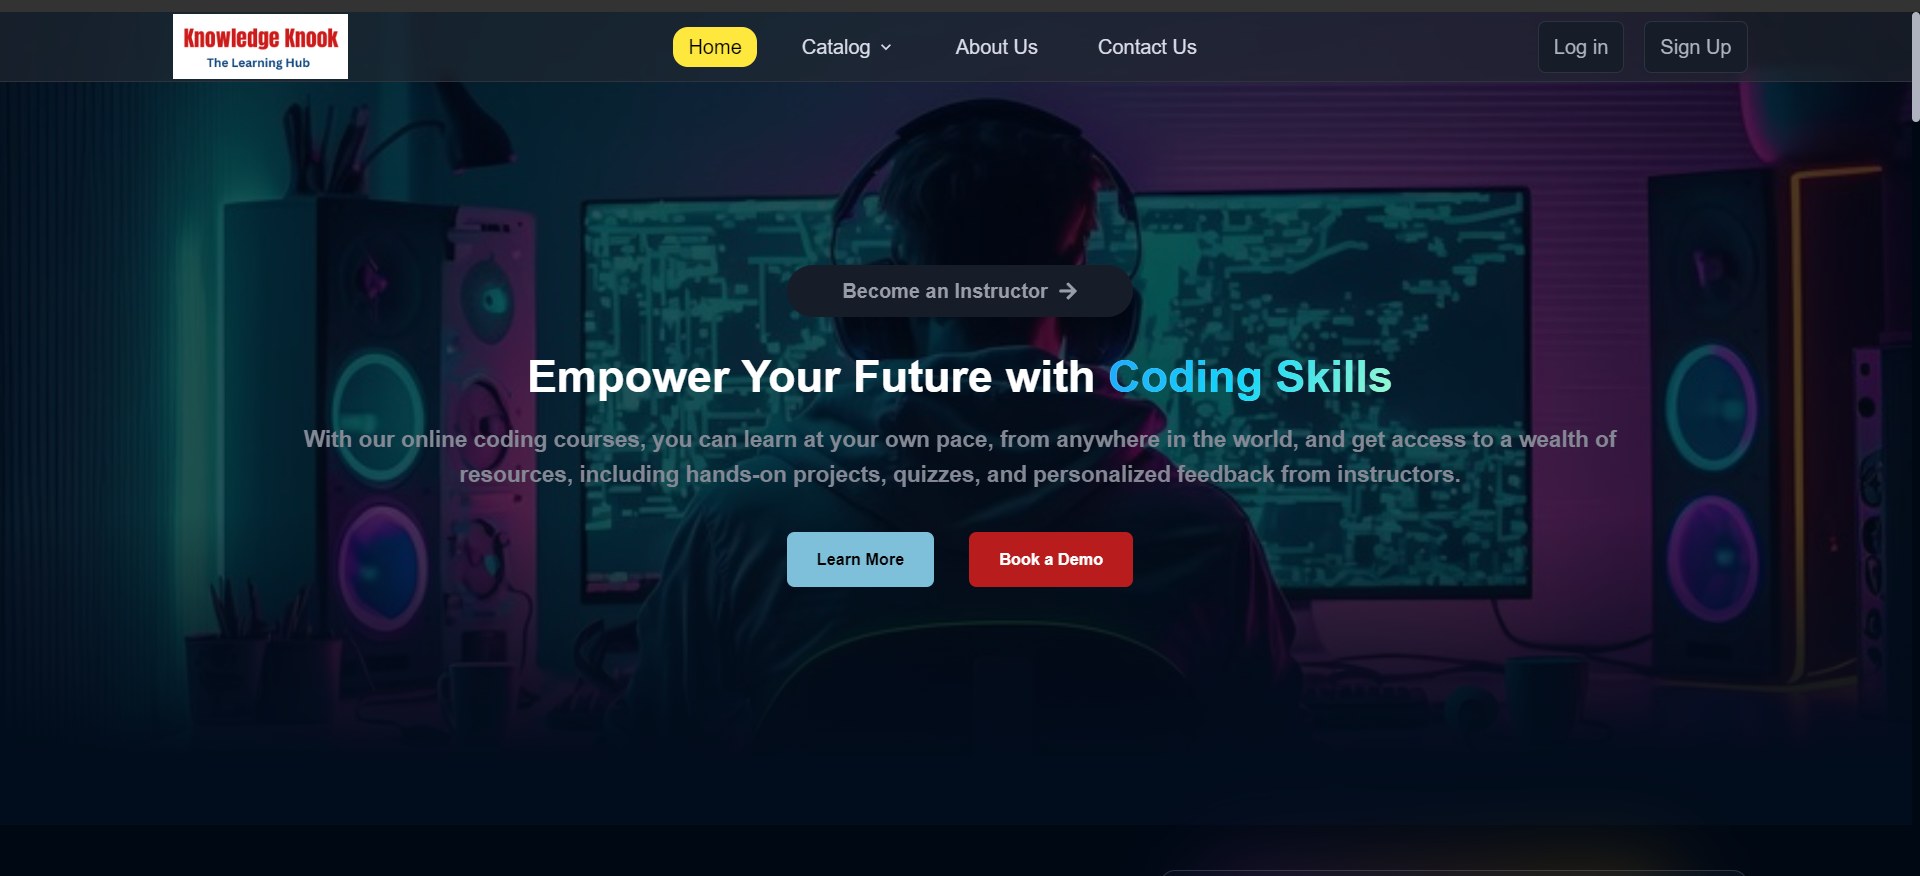 Knowledge Knook
The Learning Hub
Home
Catalog
About Us
Contact Us
Log in
Sign Up
Become an Instructor
Empower Your Future with Coding Skills
With our online coding courses, you can learn at your own pace, from anywhere in the world, and get access to a wealth of
resources, including hands-on projects, quizzes, and personalized feedback from instructors.
Learn More
Book a Demo